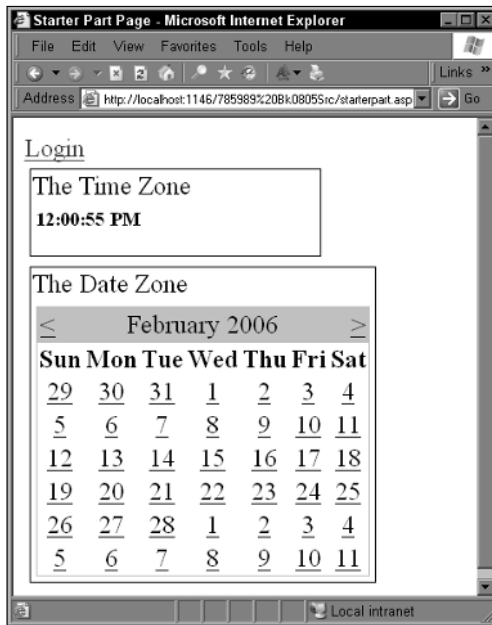 Starter Part Page - Microsoft Internet Explorer
File Edit View Favorites Tools Help
Links »
Address http://localhost:1146/785989%20Bk0805Src/starterpart.asp Go
Login
The Time Zone
12:00:55 PM
The Date Zone
< February 2006 >
Sun Mon Tue Wed Thu Fri Sat
29 30 31 1 2 3 4
5 6 7 8 9 10 11
12 13 14 15 16 17 18
19 20 21 22 23 24 25
26 27 28 1 2 3 4
5 6 7 8 9 10 11
Local intranet